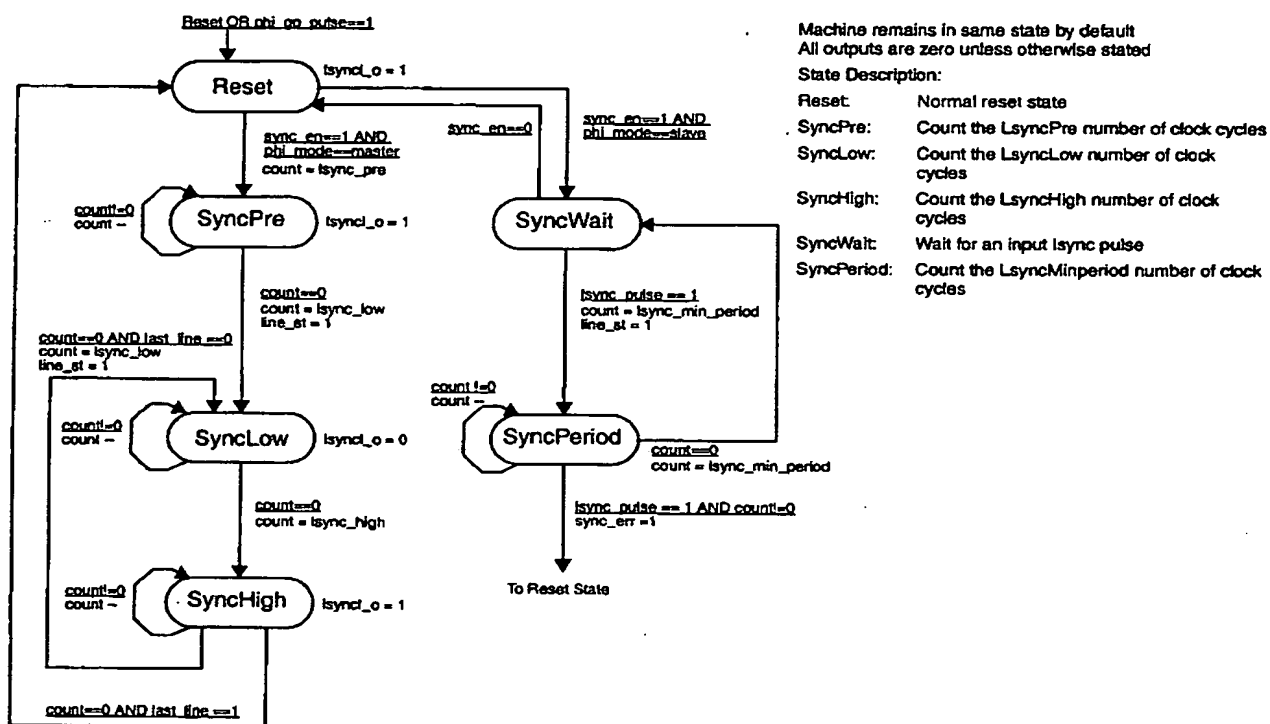 Reset OR phi_go_pulse==1
Reset
lsyncl_o = 1
sync_en==1 AND
phi_mode==master
count = lsync_pre
sync_en==0
sync_en==1 AND
phi_mode==slave
count!=0
count --
SyncPre
lsyncl_o = 1
SyncWait
count==0
count = lsync_low
line_st = 1
lsync_pulse == 1
count = lsync_min_period
line_st = 1
count==0 AND last_line ==0
count = lsync_low
line_st = 1
count!=0
count --
SyncLow
lsyncl_o = 0
count !=0
count --
SyncPeriod
count==0
count = lsync_min_period
count==0
count = lsync_high
lsync_pulse == 1 AND count!=0
sync_err =1
To Reset State
count!=0
count --
SyncHigh
lsyncl_o = 1
count==0 AND last_line ==1
Machine remains in same state by default
All outputs are zero unless otherwise stated
State Description:
Reset: Normal reset state
SyncPre: Count the LsyncPre number of clock cycles
SyncLow: Count the LsyncLow number of clock
cycles
SyncHigh: Count the LsyncHigh number of clock
cycles
SyncWait: Wait for an input lsync pulse
SyncPeriod: Count the LsyncMinperiod number of clock
cycles